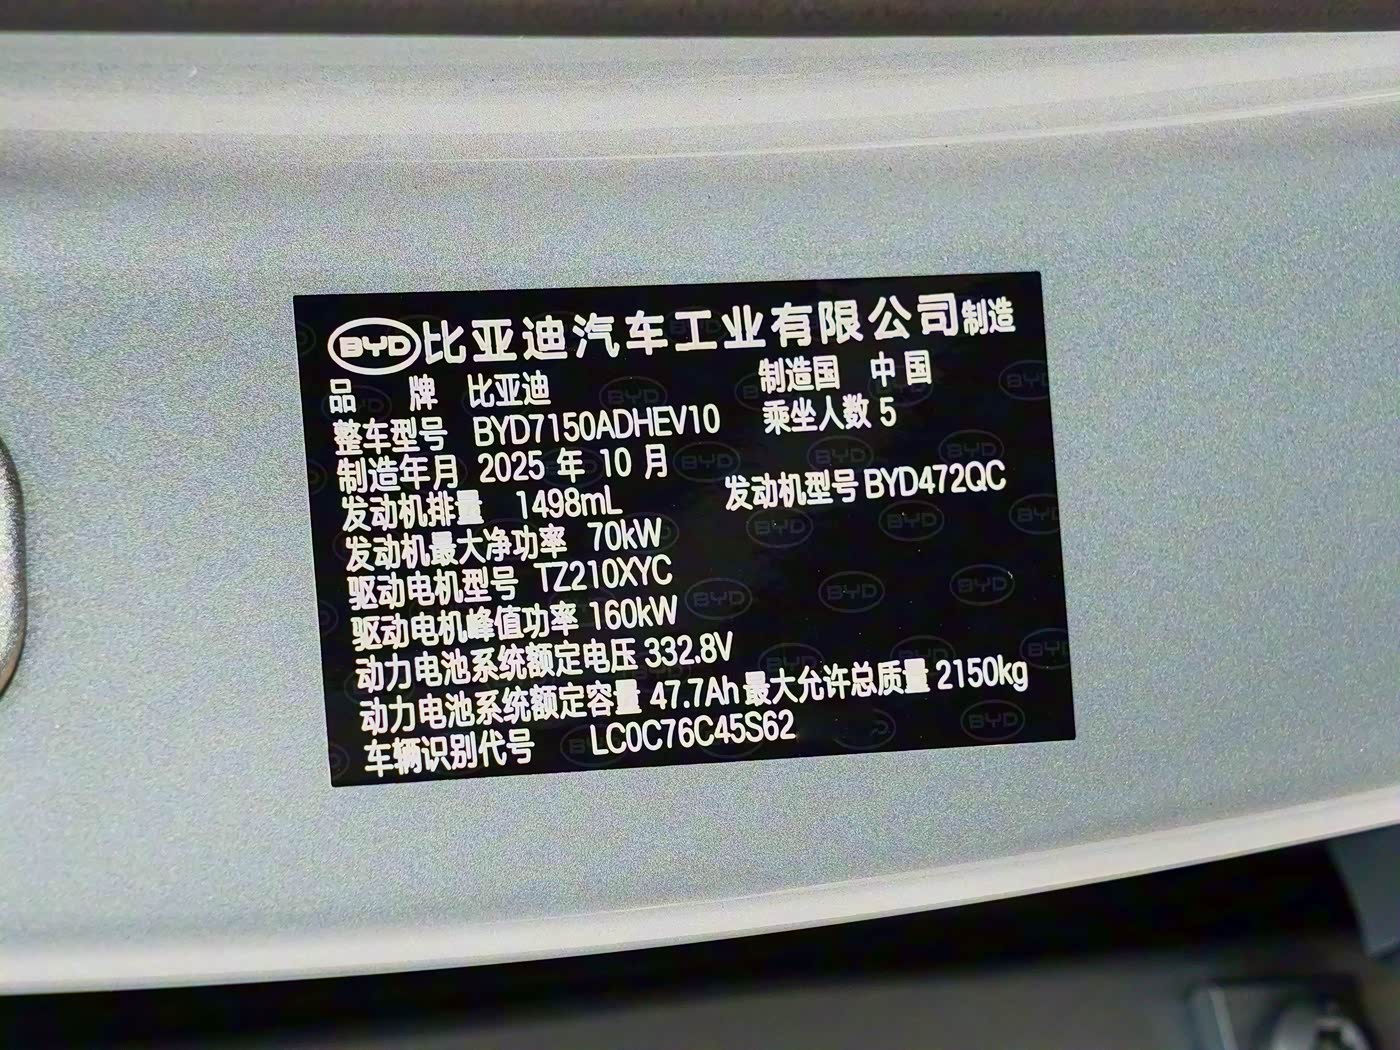 BYD 比亚迪汽车工业有限公司制造
品 牌 比亚迪 制造国 中国
整车型号 BYD7150ADHEV10 乘坐人数 5
制造年月 2025 年 10 月
发动机排量 1498mL 发动机型号 BYD472QC
发动机最大净功率 70kW
驱动电机型号 TZ210XYC
驱动电机峰值功率 160kW
动力电池系统额定电压 332.8V
动力电池系统额定容量 47.7Ah 最大允许总质量 2150kg
车辆识别代号 LC0C76C45S62